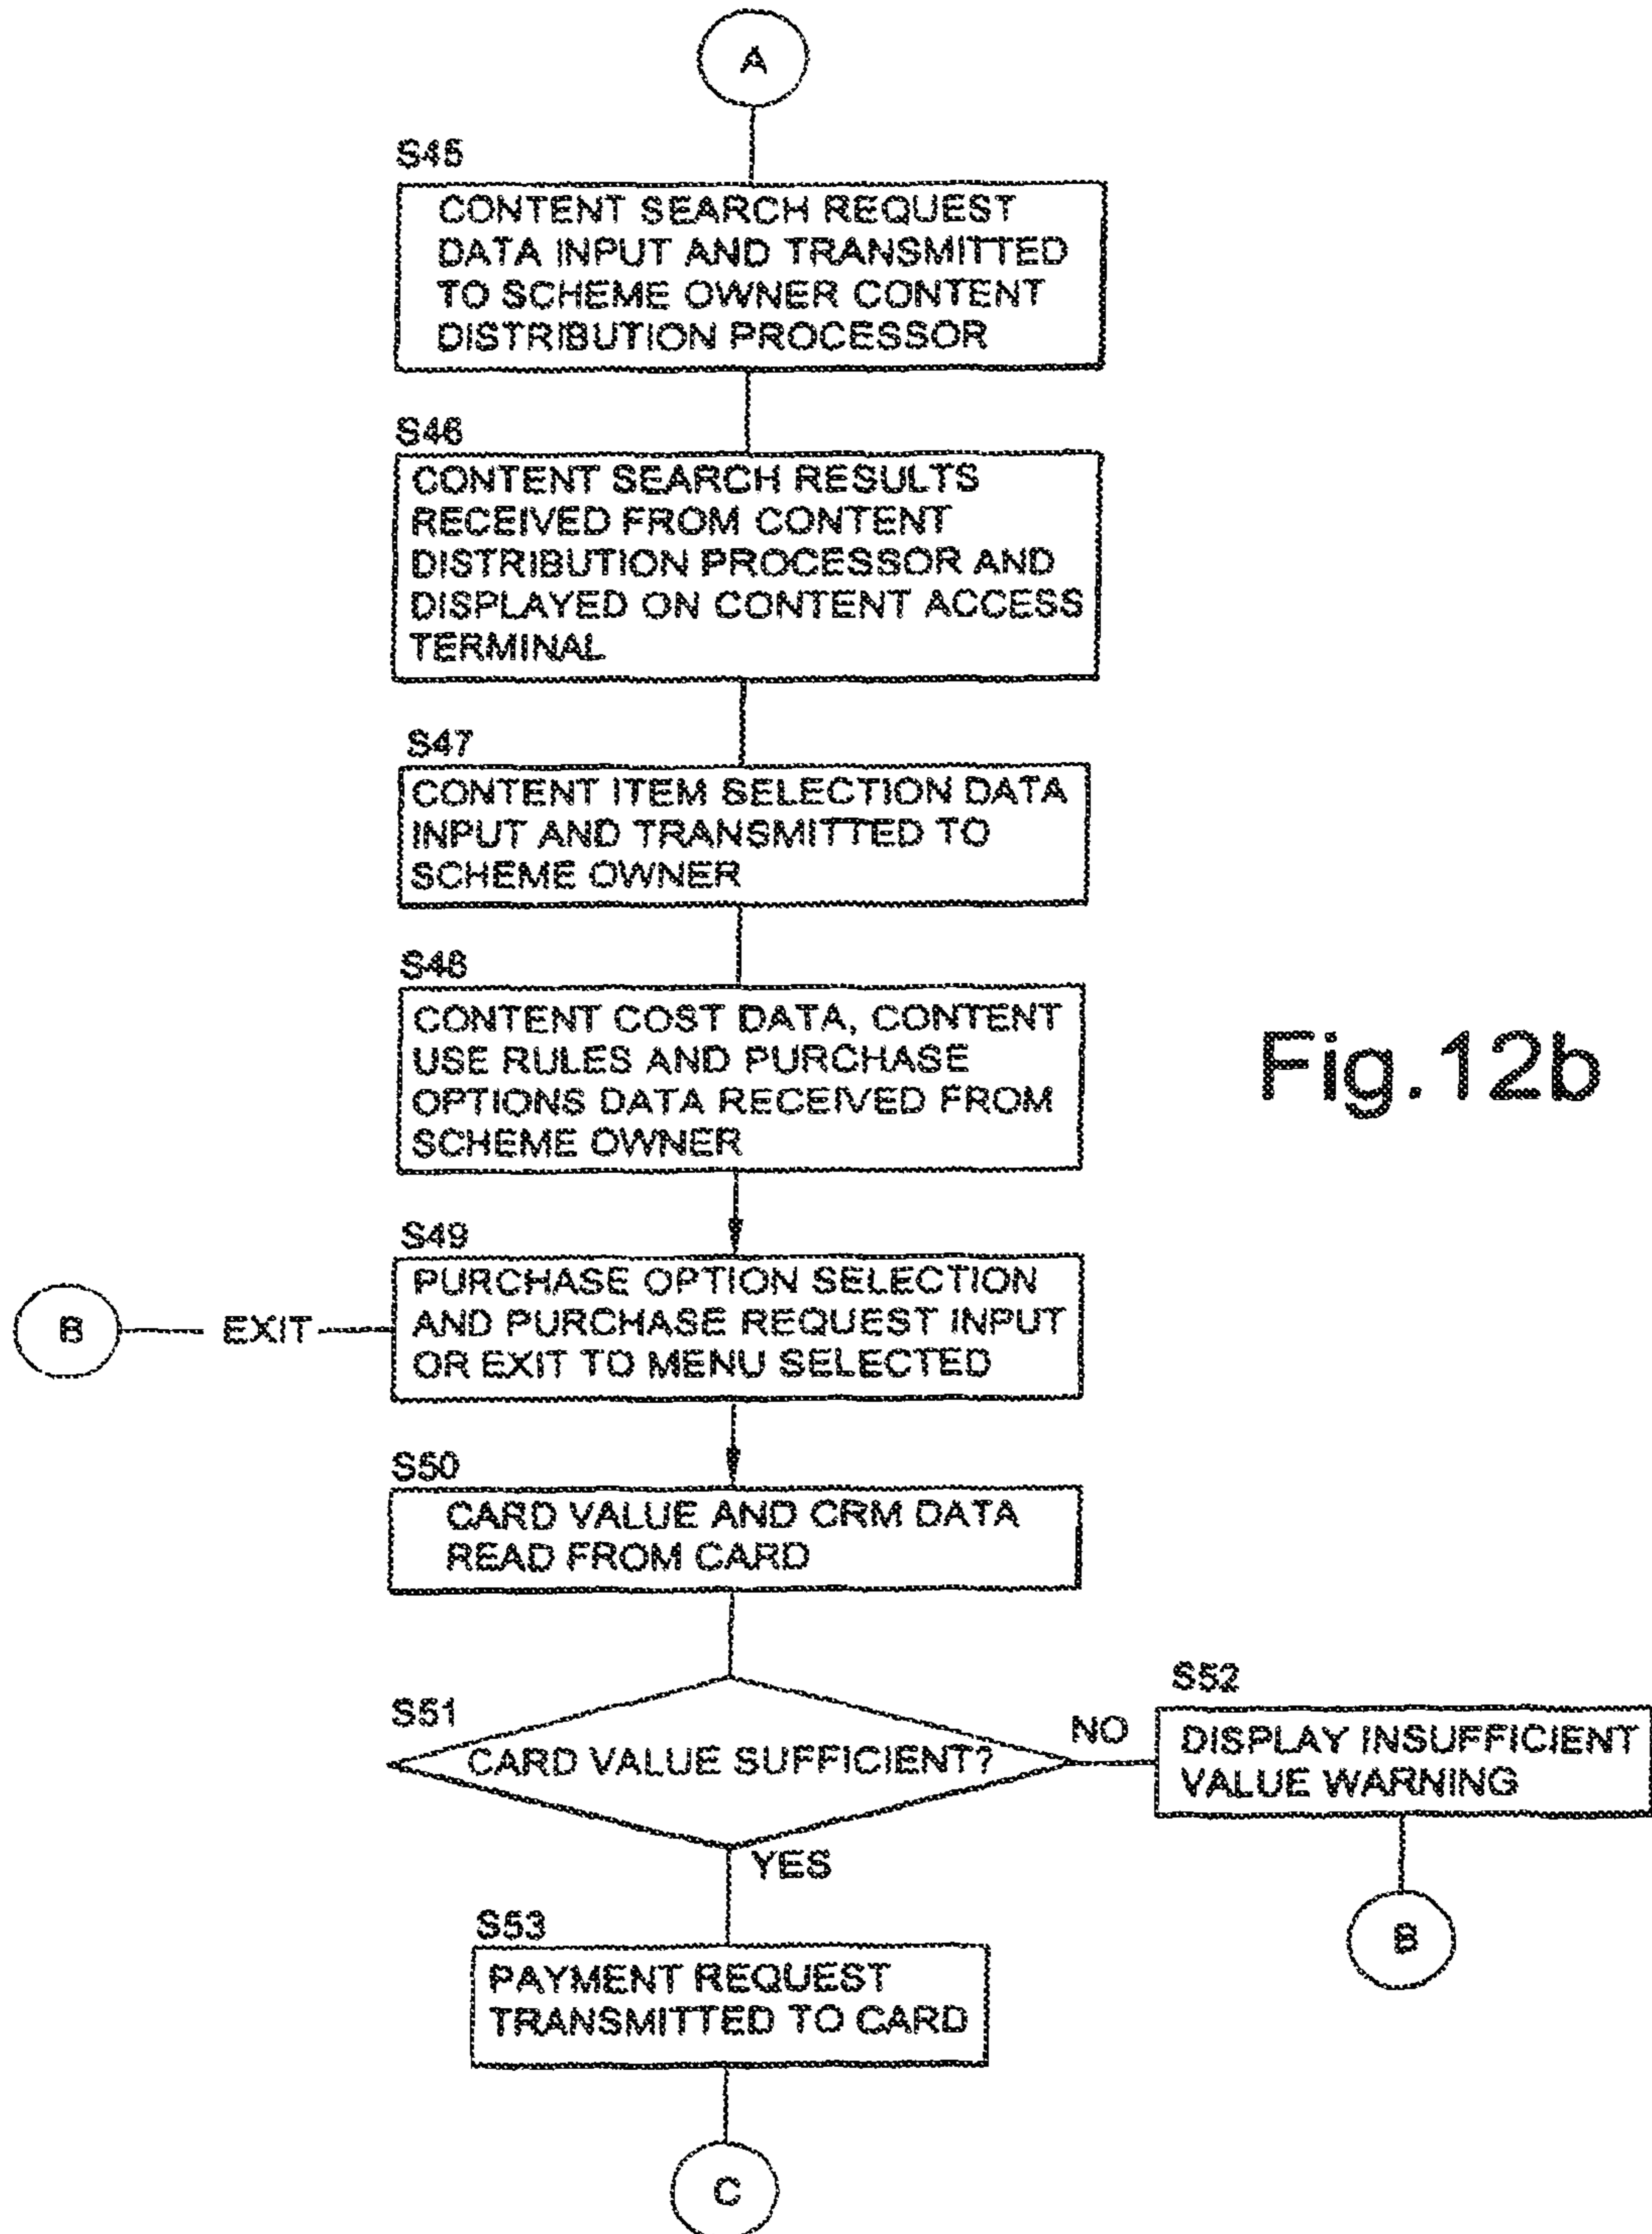 A
S45
CONTENT SEARCH REQUEST
DATA INPUT AND TRANSMITTED
TO SCHEME OWNER CONTENT
DISTRIBUTION PROCESSOR
S46
CONTENT SEARCH RESULTS
RECEIVED FROM CONTENT
DISTRIBUTION PROCESSOR AND
DISPLAYED ON CONTENT ACCESS
TERMINAL
S47
CONTENT ITEM SELECTION DATA
INPUT AND TRANSMITTED TO
SCHEME OWNER
S48
CONTENT COST DATA, CONTENT
USE RULES AND PURCHASE
OPTIONS DATA RECEIVED FROM
SCHEME OWNER
Fig.12b
S49
PURCHASE OPTION SELECTION
AND PURCHASE REQUEST INPUT
OR EXIT TO MENU SELECTED
B
EXIT
S50
CARD VALUE AND CRM DATA
READ FROM CARD
S51
CARD VALUE SUFFICIENT?
NO
S52
DISPLAY INSUFFICIENT
VALUE WARNING
B
YES
S53
PAYMENT REQUEST
TRANSMITTED TO CARD
C